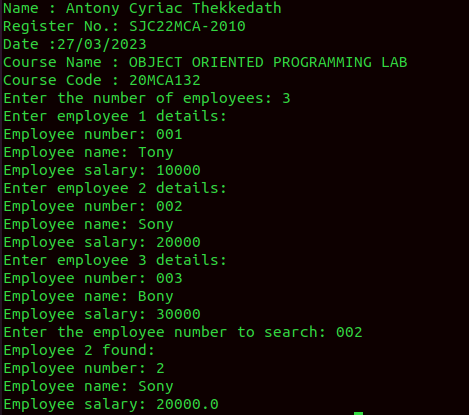 Name : Antony Cyriac Thekkedath
Register No.: SJC22MCA-2010
Date :27/03/2023
Course Name : OBJECT ORIENTED PROGRAMMING LAB
Course Code : 20MCA132
Enter the number of employees: 3
Enter employee 1 details:
Employee number: 001
Employee name: Tony
Employee salary: 10000
Enter employee 2 details:
Employee number: 002
Employee name: Sony
Employee salary: 20000
Enter employee 3 details:
Employee number: 003
Employee name: Bony
Employee salary: 30000
Enter the employee number to search: 002
Employee 2 found:
Employee number: 2
Employee name: Sony
Employee salary: 20000.0